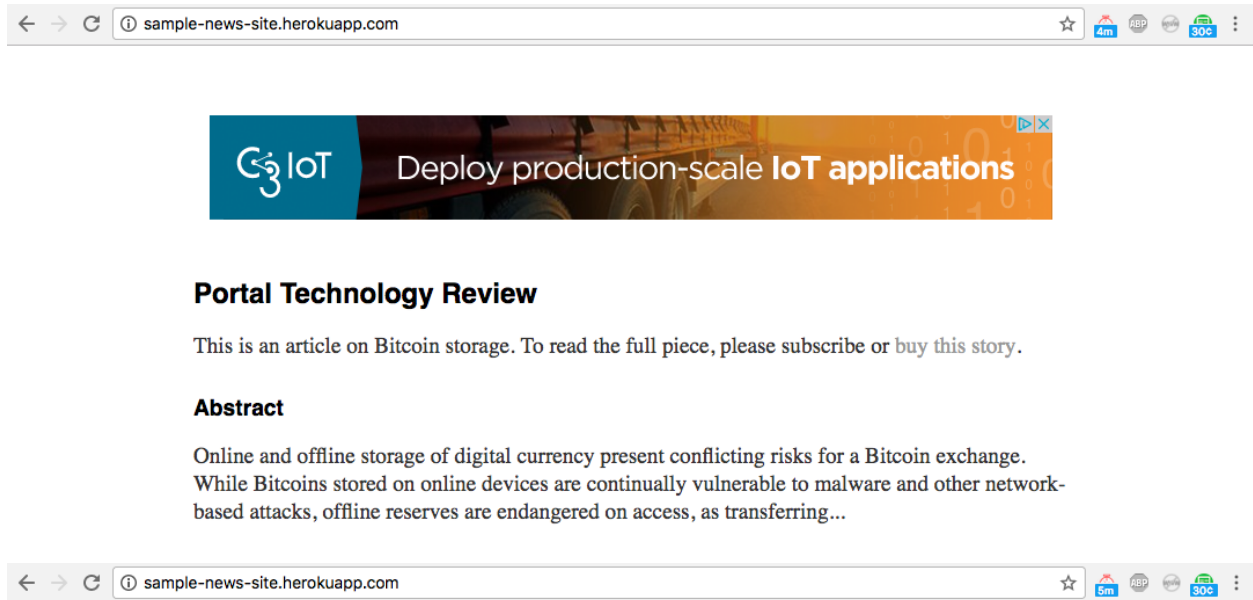 sample-news-site.herokuapp.com
4m ABP 30¢
C3 IoT Deploy production-scale IoT applications
Portal Technology Review
This is an article on Bitcoin storage. To read the full piece, please subscribe or buy this story.
Abstract
Online and offline storage of digital currency present conflicting risks for a Bitcoin exchange.
While Bitcoins stored on online devices are continually vulnerable to malware and other network-
based attacks, offline reserves are endangered on access, as transferring...
sample-news-site.herokuapp.com
5m ABP 30¢